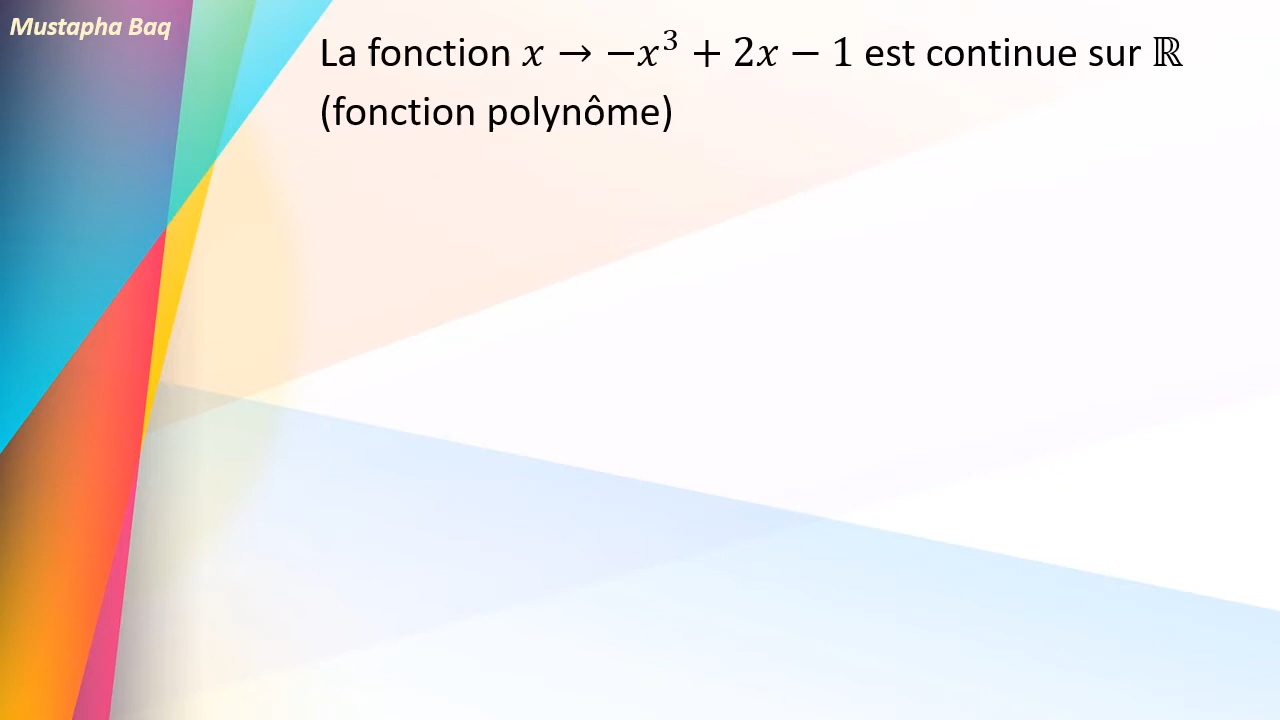 Mustapha Baq
La fonction 𝑥 → −𝑥³ + 2𝑥 − 1 est continue sur ℝ
(fonction polynôme)